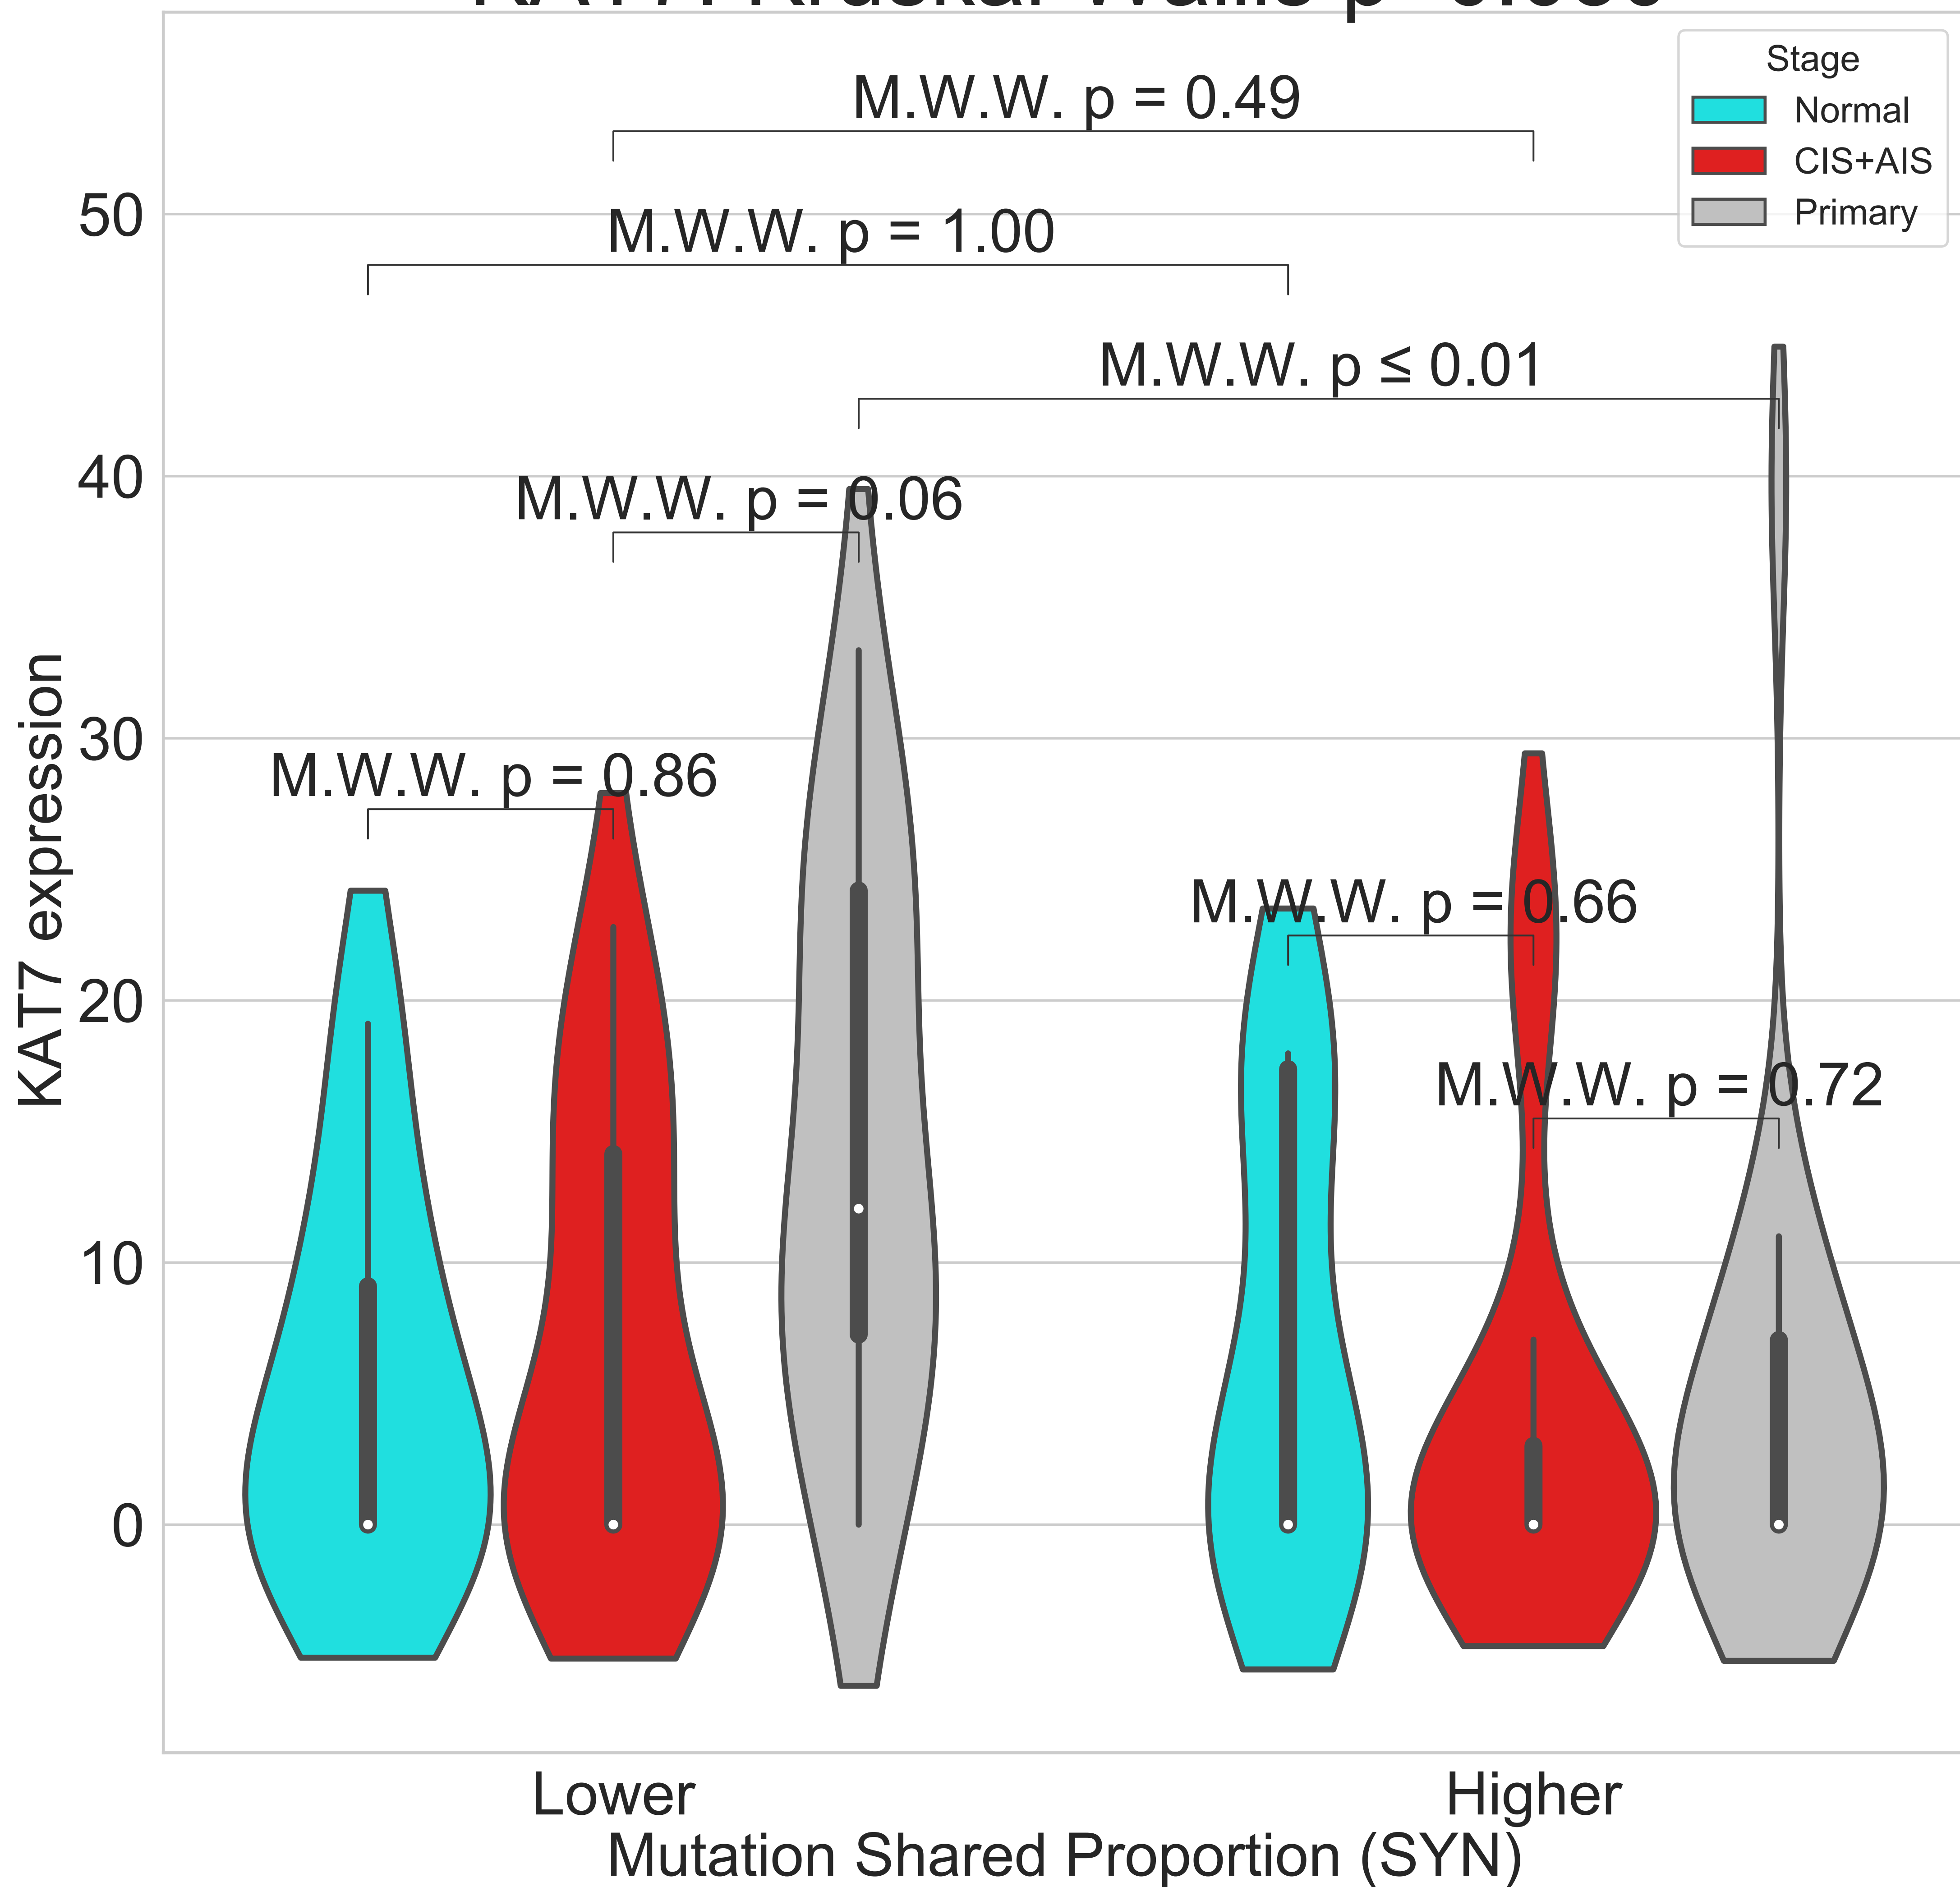 Stage
Normal
CIS+AIS
Primary
M.W.W. p = 0.49
M.W.W. p = 1.00
M.W.W. p ≤ 0.01
M.W.W. p = 0.06
M.W.W. p = 0.86
M.W.W. p = 0.66
M.W.W. p = 0.72
50
40
30
20
10
0
KAT7 expression
Lower
Higher
Mutation Shared Proportion (SYN)